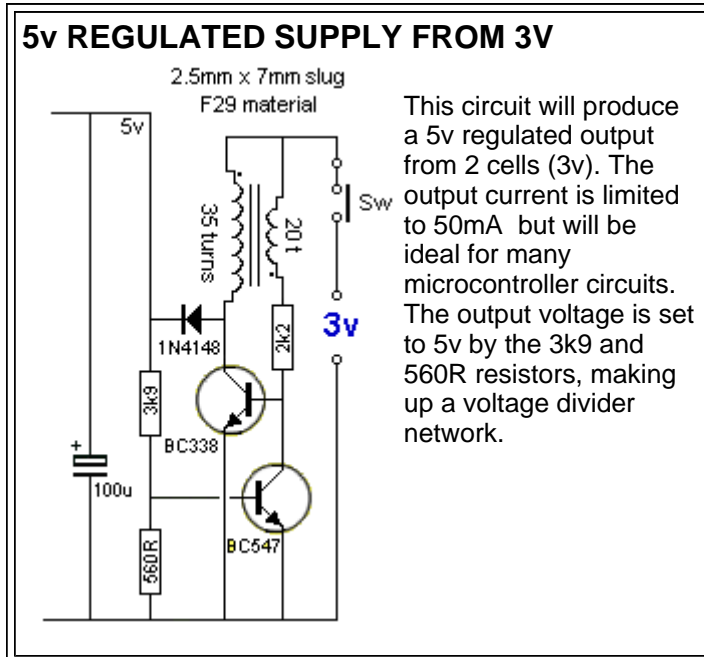 5v REGULATED SUPPLY FROM 3V
2.5mm x 7mm slug
F29 material
5v
35 turns
20 t
Sw
3v
1N4148
2k2
3k9
BC338
+
100u
BC547
560R
This circuit will produce
a 5v regulated output
from 2 cells (3v). The
output current is limited
to 50mA but will be
ideal for many
microcontroller circuits.
The output voltage is set
to 5v by the 3k9 and
560R resistors, making
up a voltage divider
network.